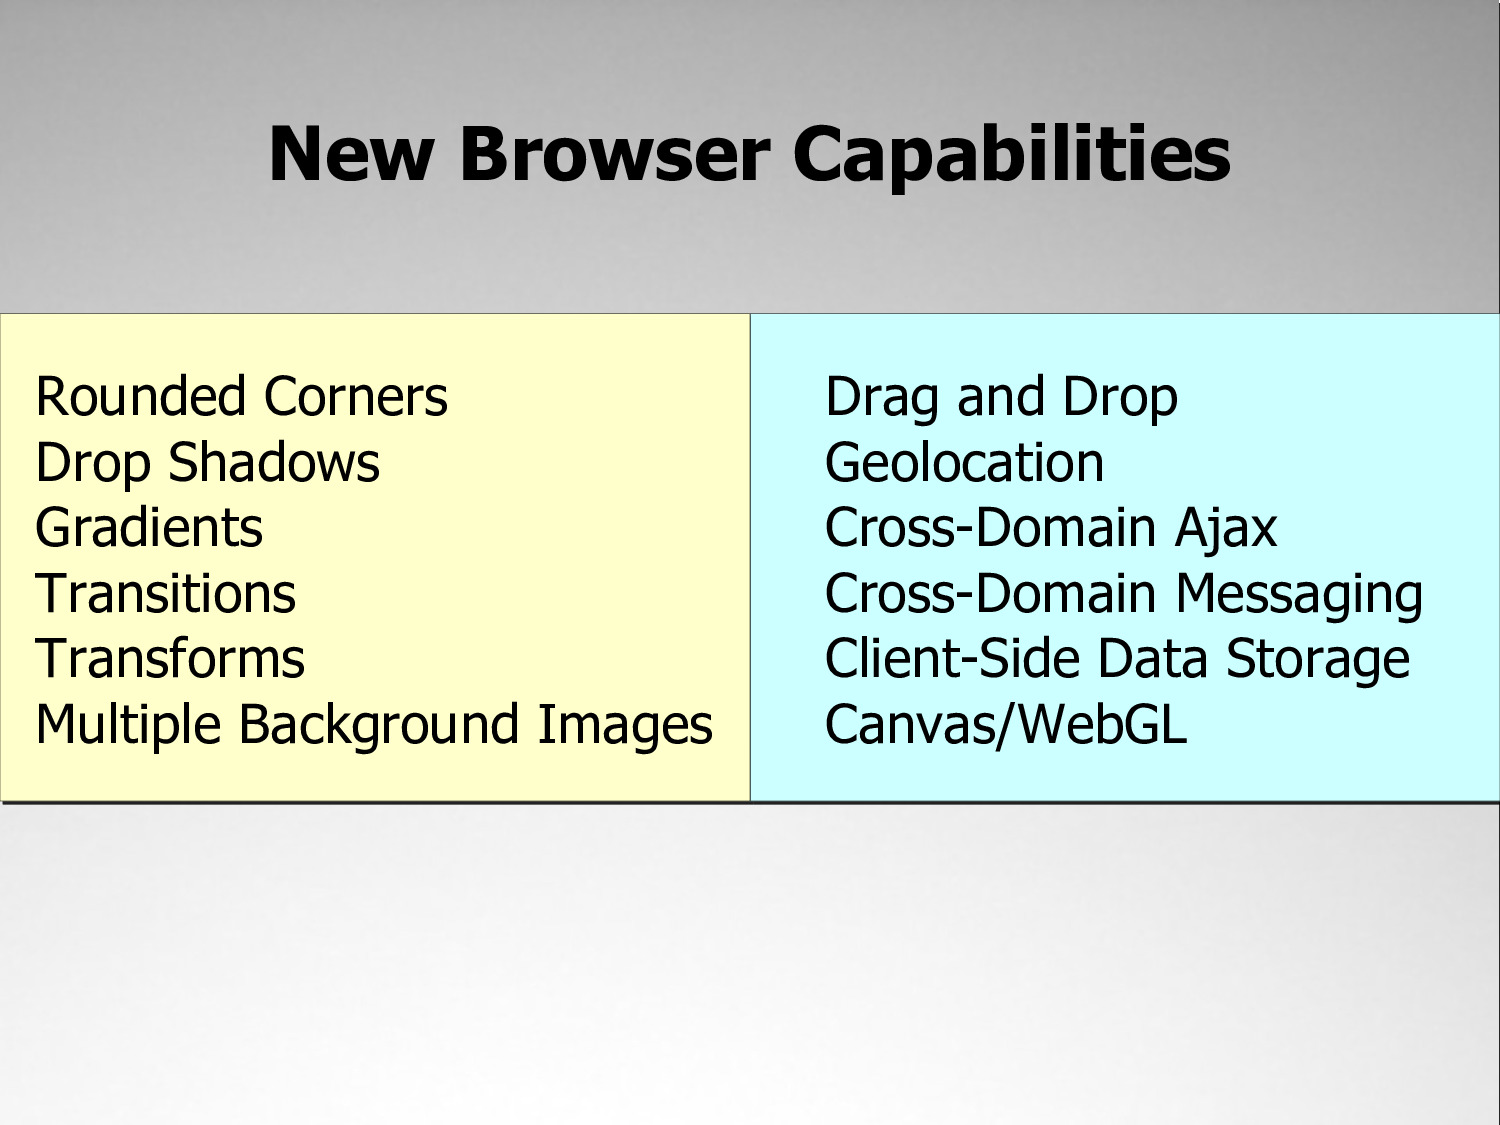 New Browser Capabilities
Rounded Corners
Drop Shadows
Gradients
Transitions
Transforms
Multiple Background Images
Drag and Drop
Geolocation
Cross-Domain Ajax
Cross-Domain Messaging
Client-Side Data Storage
Canvas/WebGL